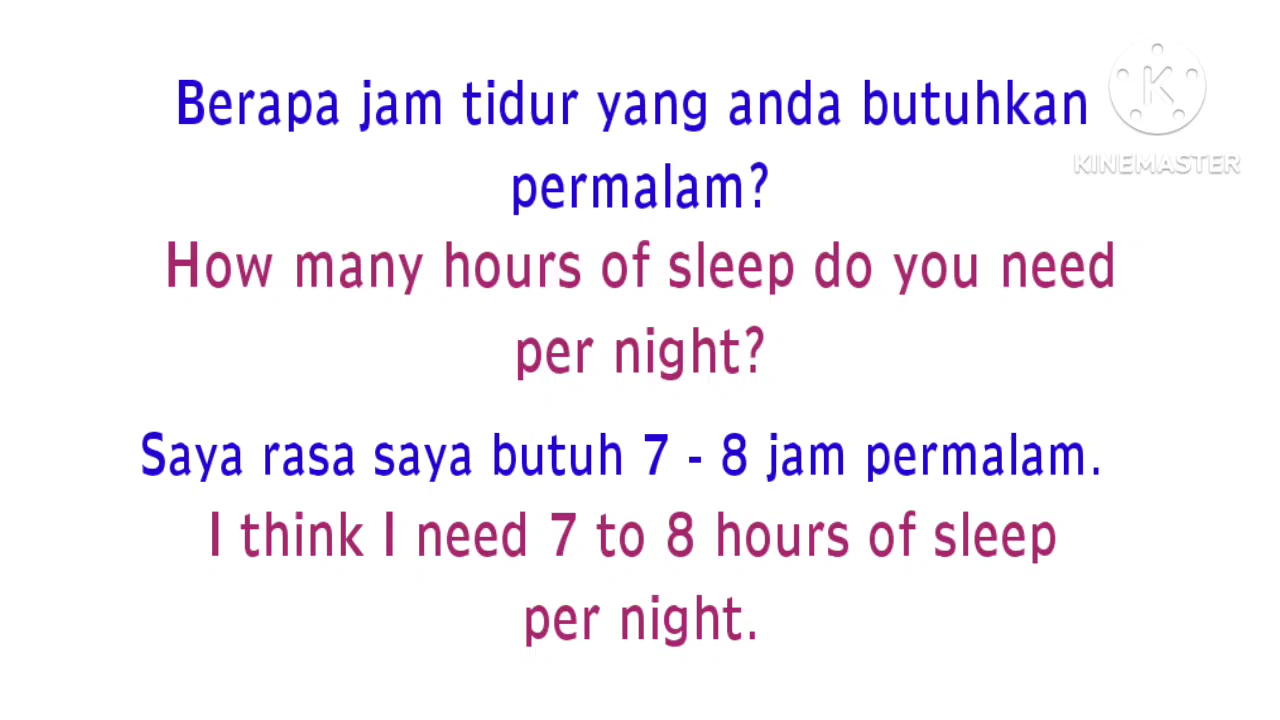 Berapa jam tidur yang anda butuhkan
permalam?
How many hours of sleep do you need
per night?
Saya rasa saya butuh 7 - 8 jam permalam.
I think I need 7 to 8 hours of sleep
per night.
K
KINEMASTER